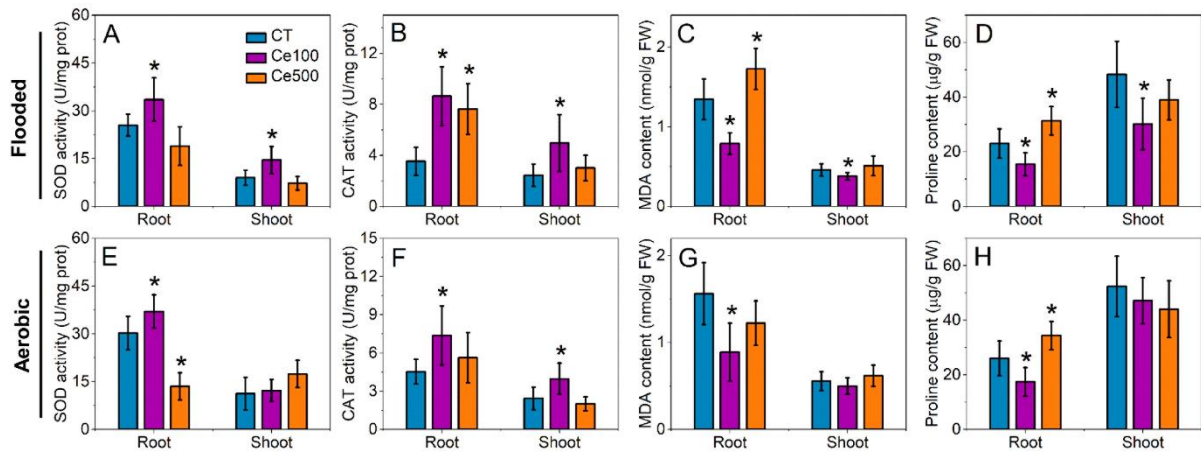 Flooded
A
SOD activity (U/mg prot)
60
45
30
15
0
CT
Ce100
Ce500
*
*
Root Shoot
B
CAT activity (U/mg prot)
12
8
4
0
*
*
*
Root Shoot
C
MDA content (nmol/g FW)
2
1
0
*
*
*
Root Shoot
D
Proline content (µg/g FW)
60
40
20
0
*
*
*
Root Shoot
Aerobic
E
SOD activity (U/mg prot)
60
45
30
15
0
*
*
Root Shoot
F
CAT activity (U/mg prot)
15
12
9
6
3
0
*
*
Root Shoot
G
MDA content (nmol/g FW)
2
1
0
*
Root Shoot
H
Proline content (µg/g FW)
60
40
20
0
*
*
Root Shoot